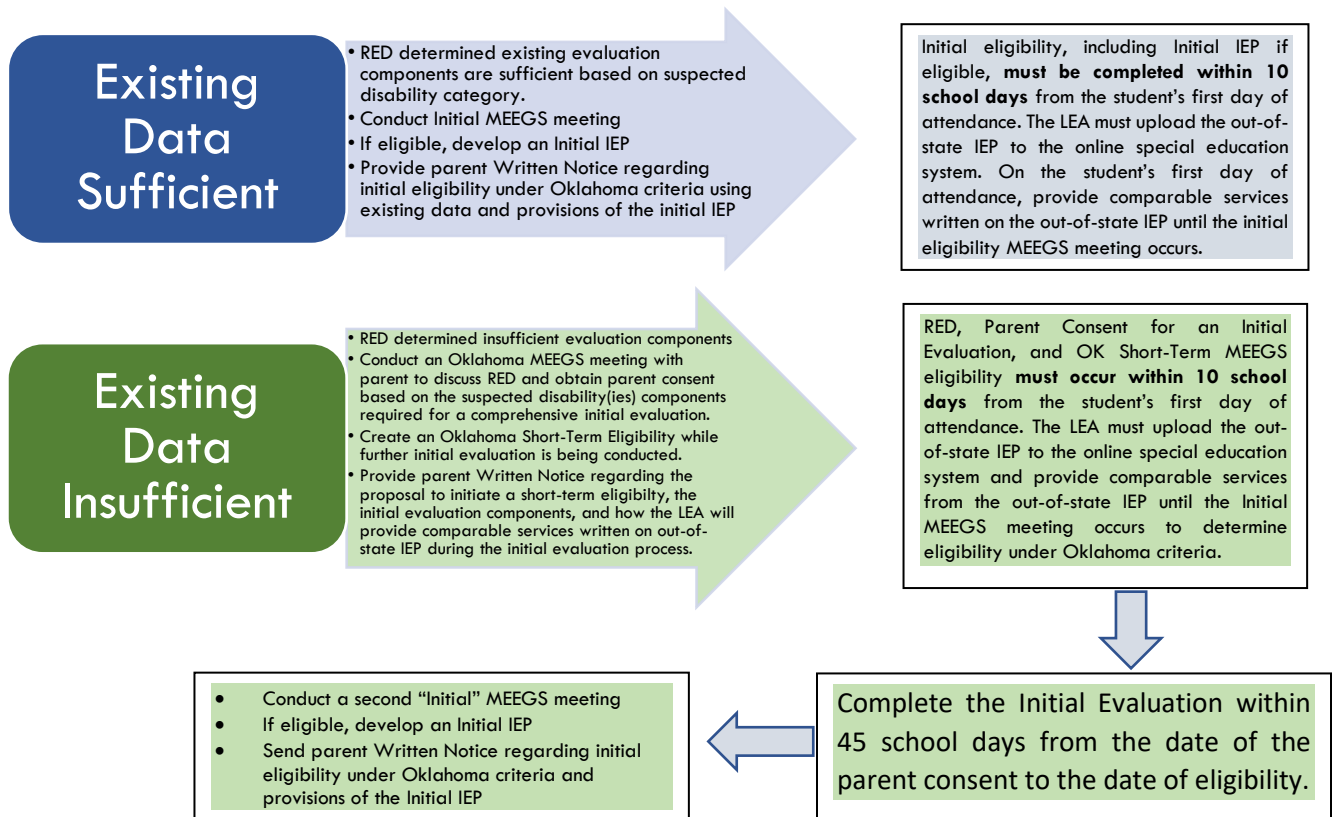 Existing
Data
Sufficient
• RED determined existing evaluation
components are sufficient based on suspected
disability category.
• Conduct Initial MEEGS meeting
• If eligible, develop an Initial IEP
• Provide parent Written Notice regarding
initial eligibility under Oklahoma criteria using
existing data and provisions of the initial IEP
Initial eligibility, including Initial IEP if
eligible, must be completed within 10
school days from the student's first day of
attendance. The LEA must upload the out-of-
state IEP to the online special education
system. On the student's first day of
attendance, provide comparable services
written on the out-of-state IEP until the initial
eligibility MEEGS meeting occurs.
Existing
Data
Insufficient
• RED determined insufficient evaluation components
• Conduct an Oklahoma MEEGS meeting with
parent to discuss RED and obtain parent consent
based on the suspected disability(ies) components
required for a comprehensive initial evaluation.
• Create an Oklahoma Short-Term Eligibility while
further initial evaluation is being conducted.
• Provide parent Written Notice regarding the
proposal to initiate a short-term eligibilty, the
initial evaluation components, and how the LEA will
provide comparable services written on out-of-
state IEP during the initial evaluation process.
RED, Parent Consent for an Initial
Evaluation, and OK Short-Term MEEGS
eligibility must occur within 10 school
days from the student's first day of
attendance. The LEA must upload the out-
of-state IEP to the online special education
system and provide comparable services
from the out-of-state IEP until the Initial
MEEGS meeting occurs to determine
eligibility under Oklahoma criteria.
Complete the Initial Evaluation within
45 school days from the date of the
parent consent to the date of eligibility.
• Conduct a second "Initial" MEEGS meeting
• If eligible, develop an Initial IEP
• Send parent Written Notice regarding initial
eligibility under Oklahoma criteria and
provisions of the Initial IEP